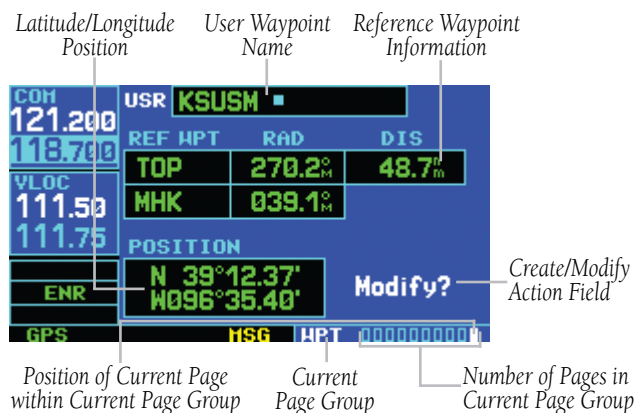 Latitude/Longitude Position
User Waypoint Name
Reference Waypoint Information
COM
121.200
118.700
VLOC
111.50
111.75
ENR
GPS
USR KSUSM
REF WPT RAD DIS
TOP 270.2°M 48.7nm
MHK 039.1°M
POSITION
N 39°12.37'
W096°35.40'
Modify?
MSG WPT
Create/Modify Action Field
Position of Current Page within Current Page Group
Current Page Group
Number of Pages in Current Page Group